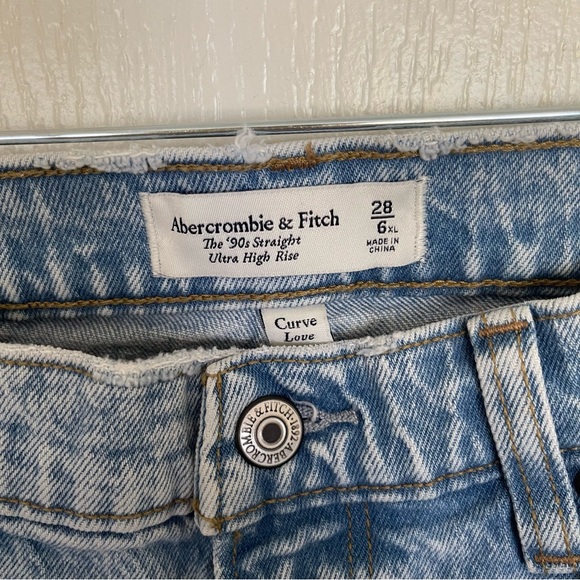 Abercrombie & Fitch
The '90s Straight
Ultra High Rise
28
6XL
MADE IN
CHINA
Curve
Love
ABERCROMBIE & FITCH · 1892